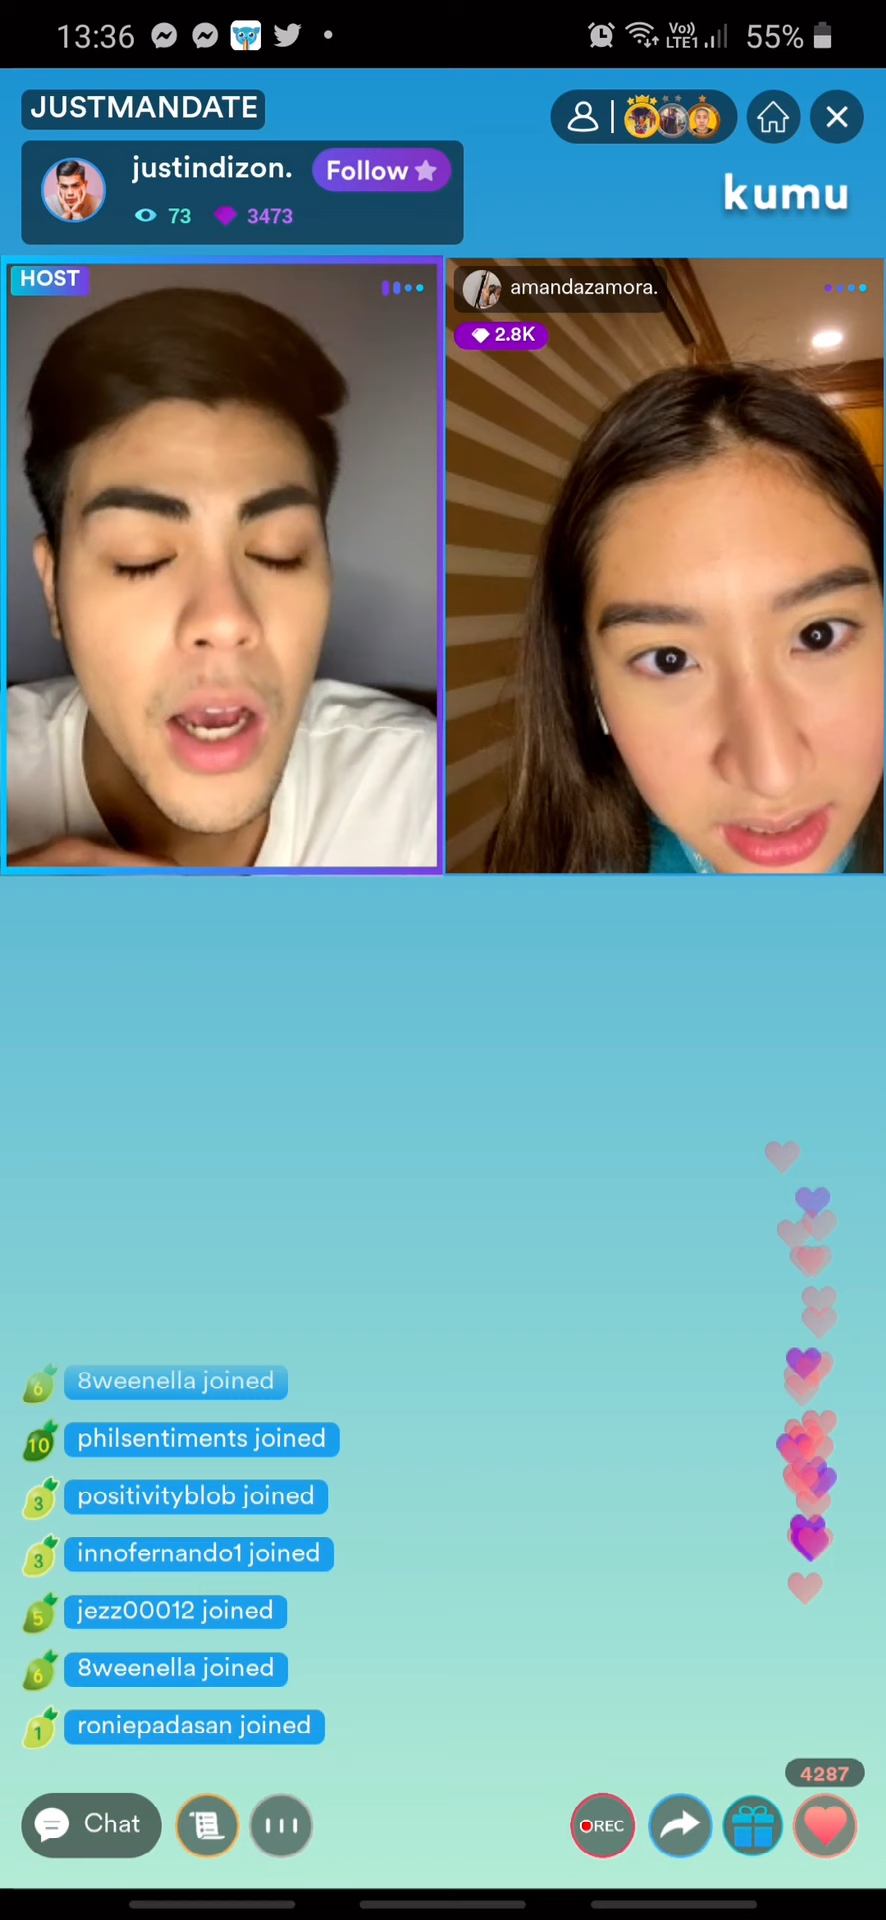 13:36
Vo)) LTE1 55%
JUSTMANDATE
justindizon. Follow
73 3473
kumu
HOST
amandazamora.
2.8K
6 8weenella joined
10 philsentiments joined
3 positivityblob joined
3 innofernando1 joined
5 jezz00012 joined
6 8weenella joined
1 roniepadasan joined
4287
Chat
REC